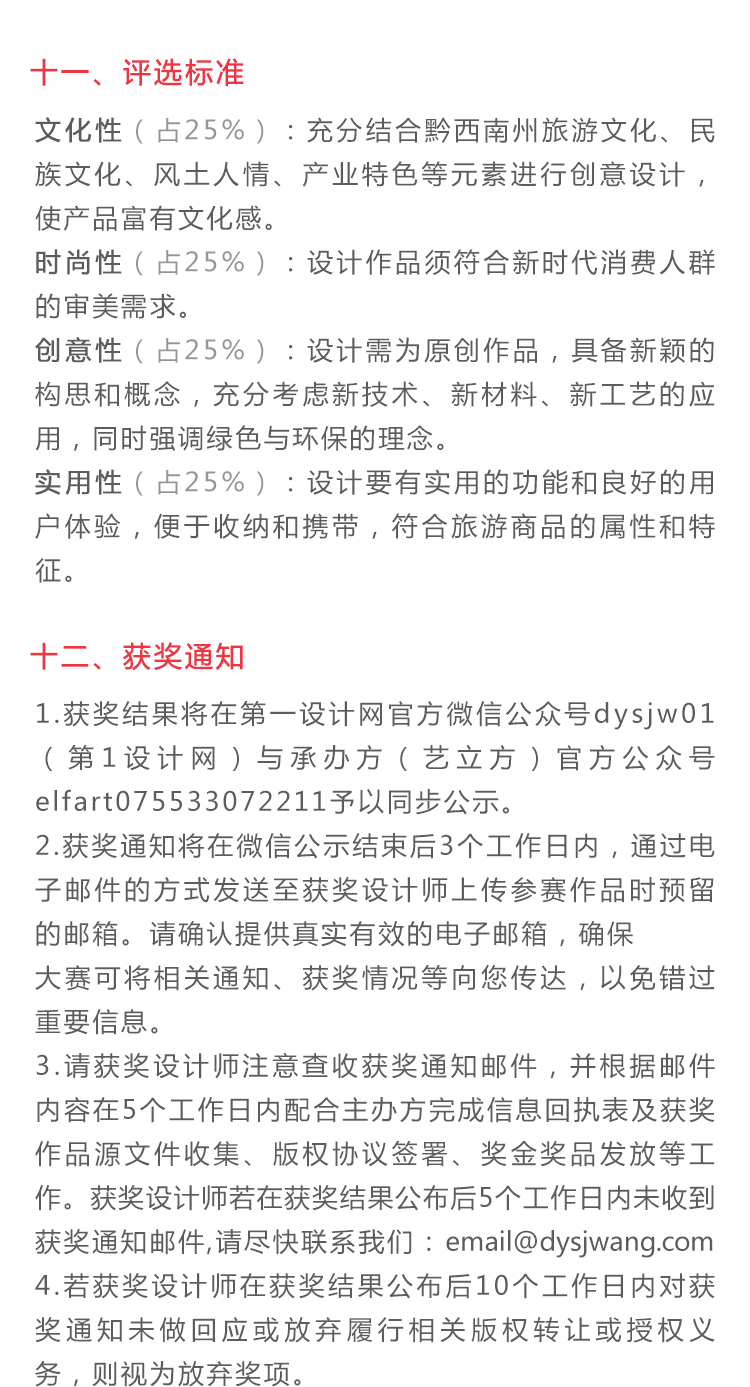 十一、评选标准
文化性（占25%）：充分结合黔西南州旅游文化、民
族文化、风土人情、产业特色等元素进行创意设计，
使产品富有文化感。
时尚性（占25%）：设计作品须符合新时代消费人群
的审美需求。
创意性（占25%）：设计需为原创作品，具备新颖的
构思和概念，充分考虑新技术、新材料、新工艺的应
用，同时强调绿色与环保的理念。
实用性（占25%）：设计要有实用的功能和良好的用
户体验，便于收纳和携带，符合旅游商品的属性和特
征。
十二、获奖通知
1.获奖结果将在第一设计网官方微信公众号dysjw01
（第1设计网）与承办方（艺立方）官方公众号
elfart075533072211予以同步公示。
2.获奖通知将在微信公示结束后3个工作日内，通过电
子邮件的方式发送至获奖设计师上传参赛作品时预留
的邮箱。请确认提供真实有效的电子邮箱，确保
大赛可将相关通知、获奖情况等向您传达，以免错过
重要信息。
3.请获奖设计师注意查收获奖通知邮件，并根据邮件
内容在5个工作日内配合主办方完成信息回执表及获奖
作品源文件收集、版权协议签署、奖金奖品发放等工
作。获奖设计师若在获奖结果公布后5个工作日内未收到
获奖通知邮件,请尽快联系我们：email@dysjwang.com
4.若获奖设计师在获奖结果公布后10个工作日内对获
奖通知未做回应或放弃履行相关版权转让或授权义
务，则视为放弃奖项。